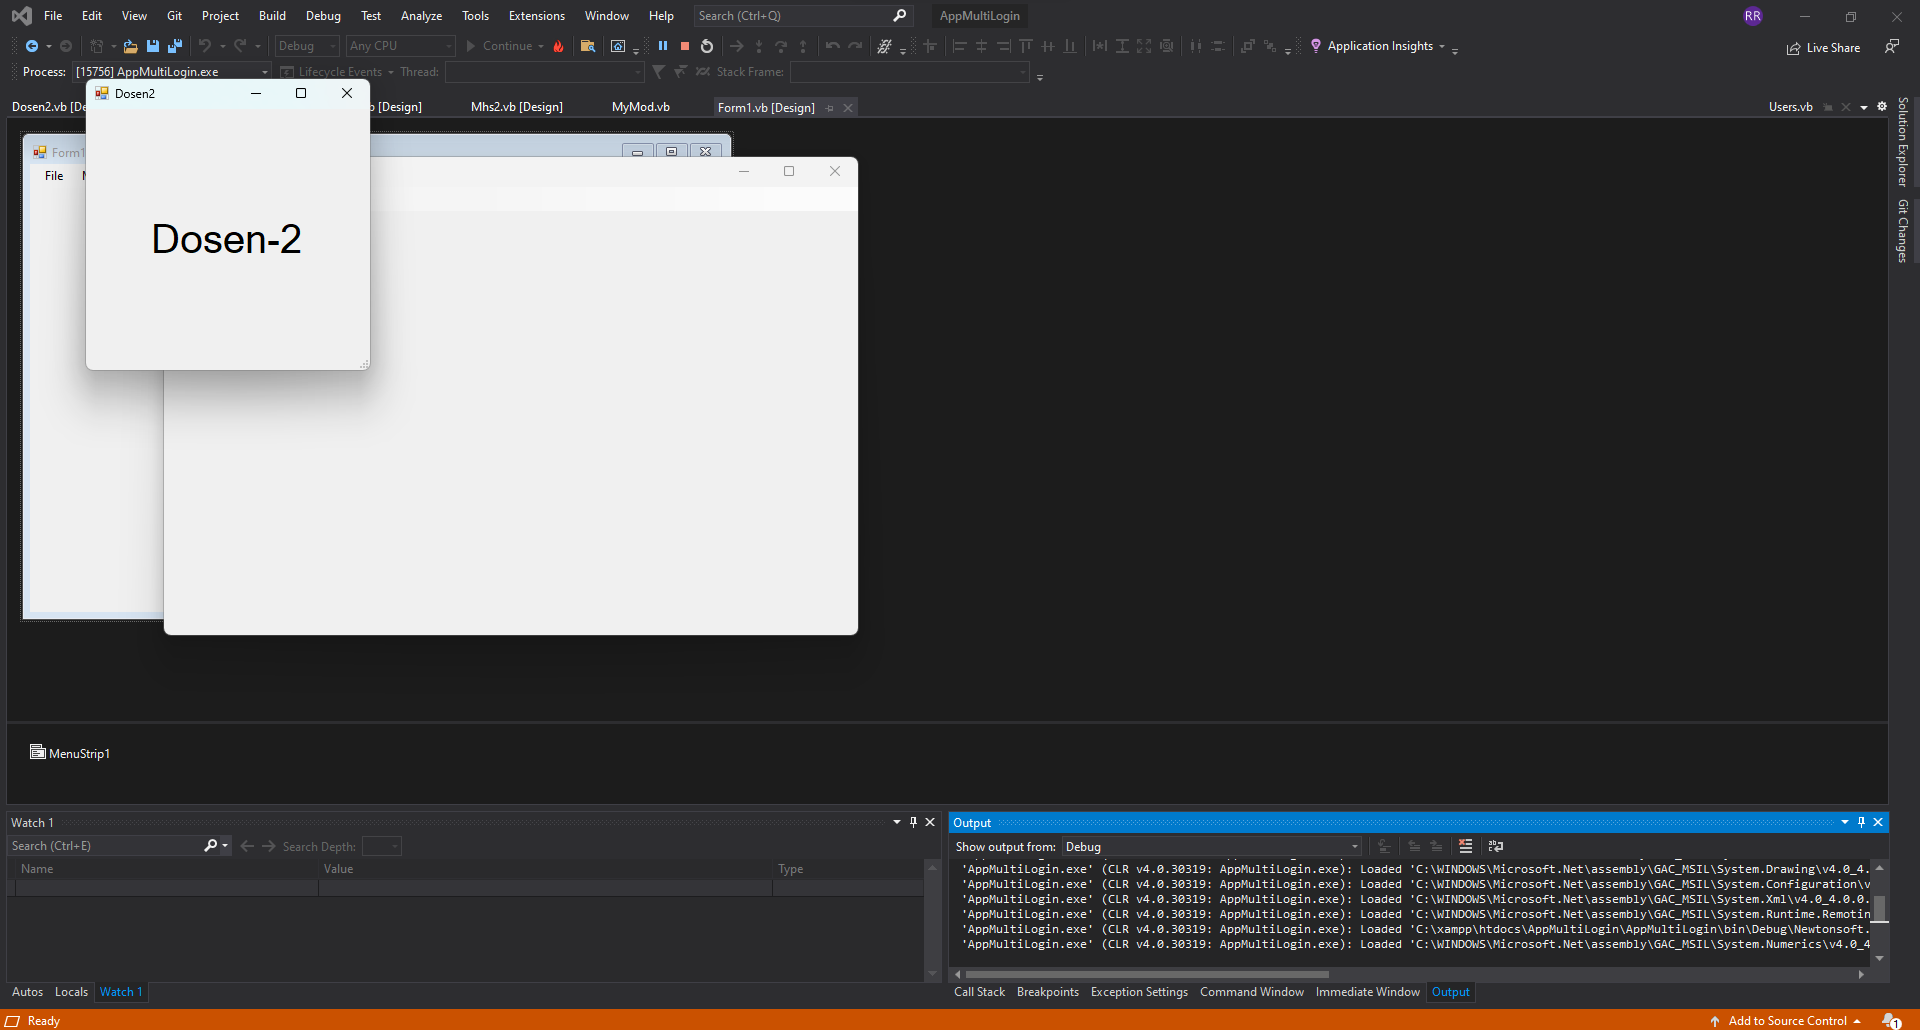 File Edit View Git Project Build Debug Test Analyze Tools Extensions Window Help Search (Ctrl+Q) AppMultiLogin RR
Debug Any CPU Continue Application Insights Live Share
Process: [15756] AppMultiLogin.exe Lifecycle Events Thread: Stack Frame:
Dosen2
Dosen2.vb [De b [Design] Mhs2.vb [Design] MyMod.vb Form1.vb [Design] Users.vb
Solution Explorer
Git Changes
Form1
File
Dosen-2
MenuStrip1
Watch 1
Search (Ctrl+E) Search Depth:
Name Value Type
Autos Locals Watch 1
Output
Show output from: Debug
'AppMultiLogin.exe' (CLR v4.0.30319: AppMultiLogin.exe): Loaded 'C:\WINDOWS\Microsoft.Net\assembly\GAC_MSIL\System.Drawing\v4.0_4.
'AppMultiLogin.exe' (CLR v4.0.30319: AppMultiLogin.exe): Loaded 'C:\WINDOWS\Microsoft.Net\assembly\GAC_MSIL\System.Configuration\v
'AppMultiLogin.exe' (CLR v4.0.30319: AppMultiLogin.exe): Loaded 'C:\WINDOWS\Microsoft.Net\assembly\GAC_MSIL\System.Xml\v4.0_4.0.0.
'AppMultiLogin.exe' (CLR v4.0.30319: AppMultiLogin.exe): Loaded 'C:\WINDOWS\Microsoft.Net\assembly\GAC_MSIL\System.Runtime.Remotin
'AppMultiLogin.exe' (CLR v4.0.30319: AppMultiLogin.exe): Loaded 'C:\xampp\htdocs\AppMultiLogin\AppMultiLogin\bin\Debug\Newtonsoft.
'AppMultiLogin.exe' (CLR v4.0.30319: AppMultiLogin.exe): Loaded 'C:\WINDOWS\Microsoft.Net\assembly\GAC_MSIL\System.Numerics\v4.0_4
Call Stack Breakpoints Exception Settings Command Window Immediate Window Output
Ready Add to Source Control 1